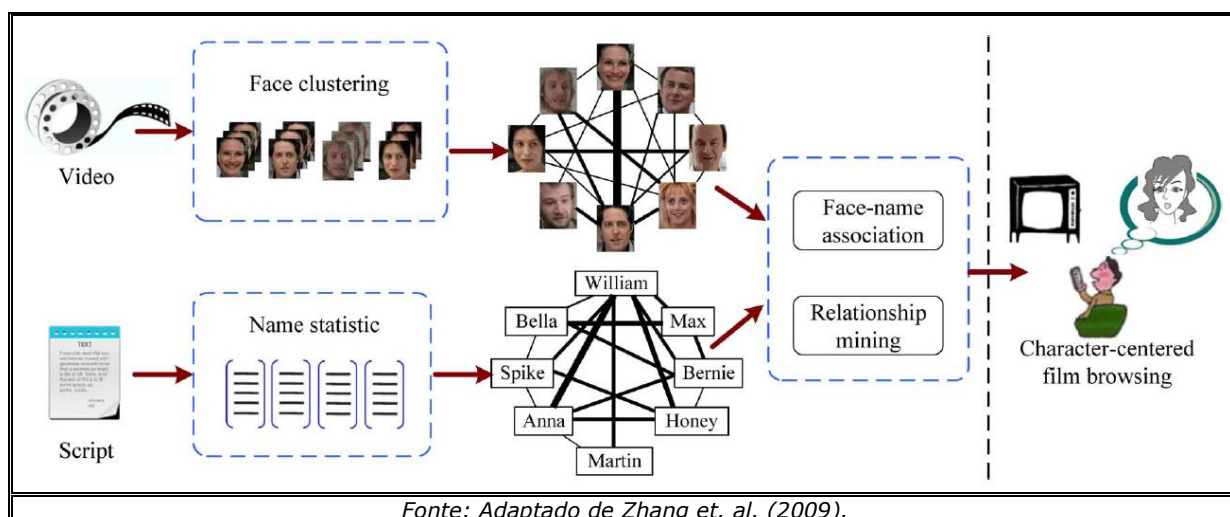 Face clustering
Video
Face-name
association
Relationship
mining
Character-centered
film browsing
Name statistic
Script
TEXT
William
Bella
Max
Spike
Bernie
Anna
Honey
Martin
Fonte: Adaptado de Zhang et. al. (2009).